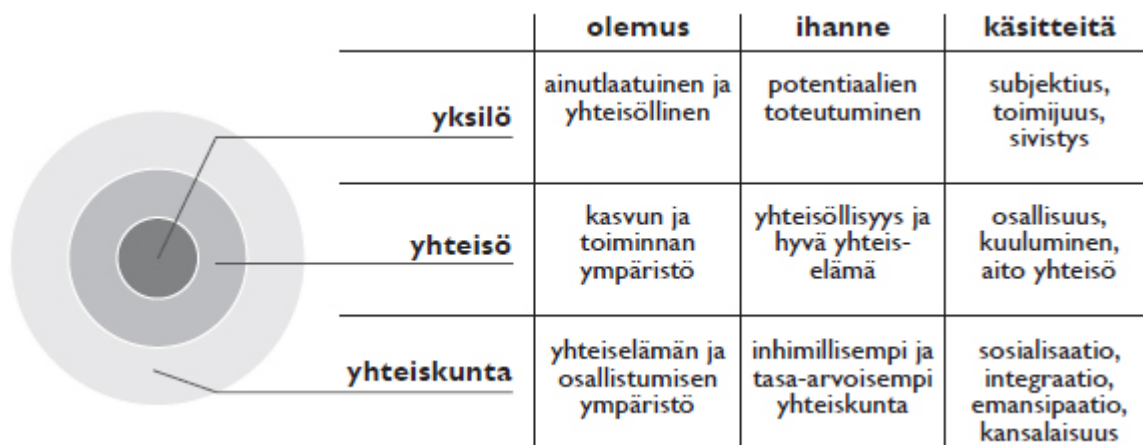 olemus ihanne käsitteitä
yksilö
ainutlaatuinen ja
yhteisöllinen
potentiaalien
toteutuminen
subjektius,
toimijuus,
sivistys
yhteisö
kasvun ja
toiminnan
ympäristö
yhteisöllisyys ja
hyvä yhteis-
elämä
osallisuus,
kuuluminen,
aito yhteisö
yhteiskunta
yhteiselämän ja
osallistumisen
ympäristö
inhimillisempi ja
tasa-arvoisempi
yhteiskunta
sosialisaatio,
integraatio,
emansipaatio,
kansalaisuus